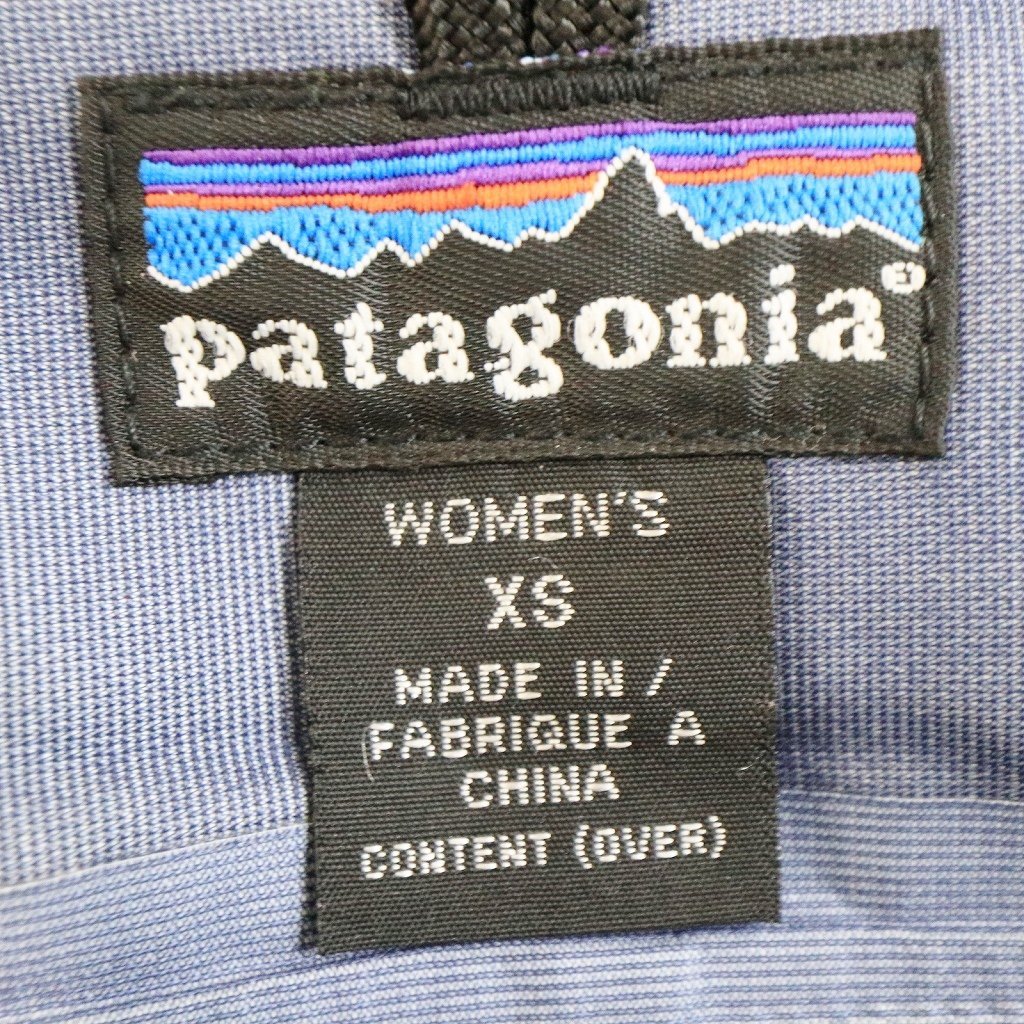 patagonia®
WOMEN'S
XS
MADE IN /
FABRIQUE A
CHINA
CONTENT (OVER)